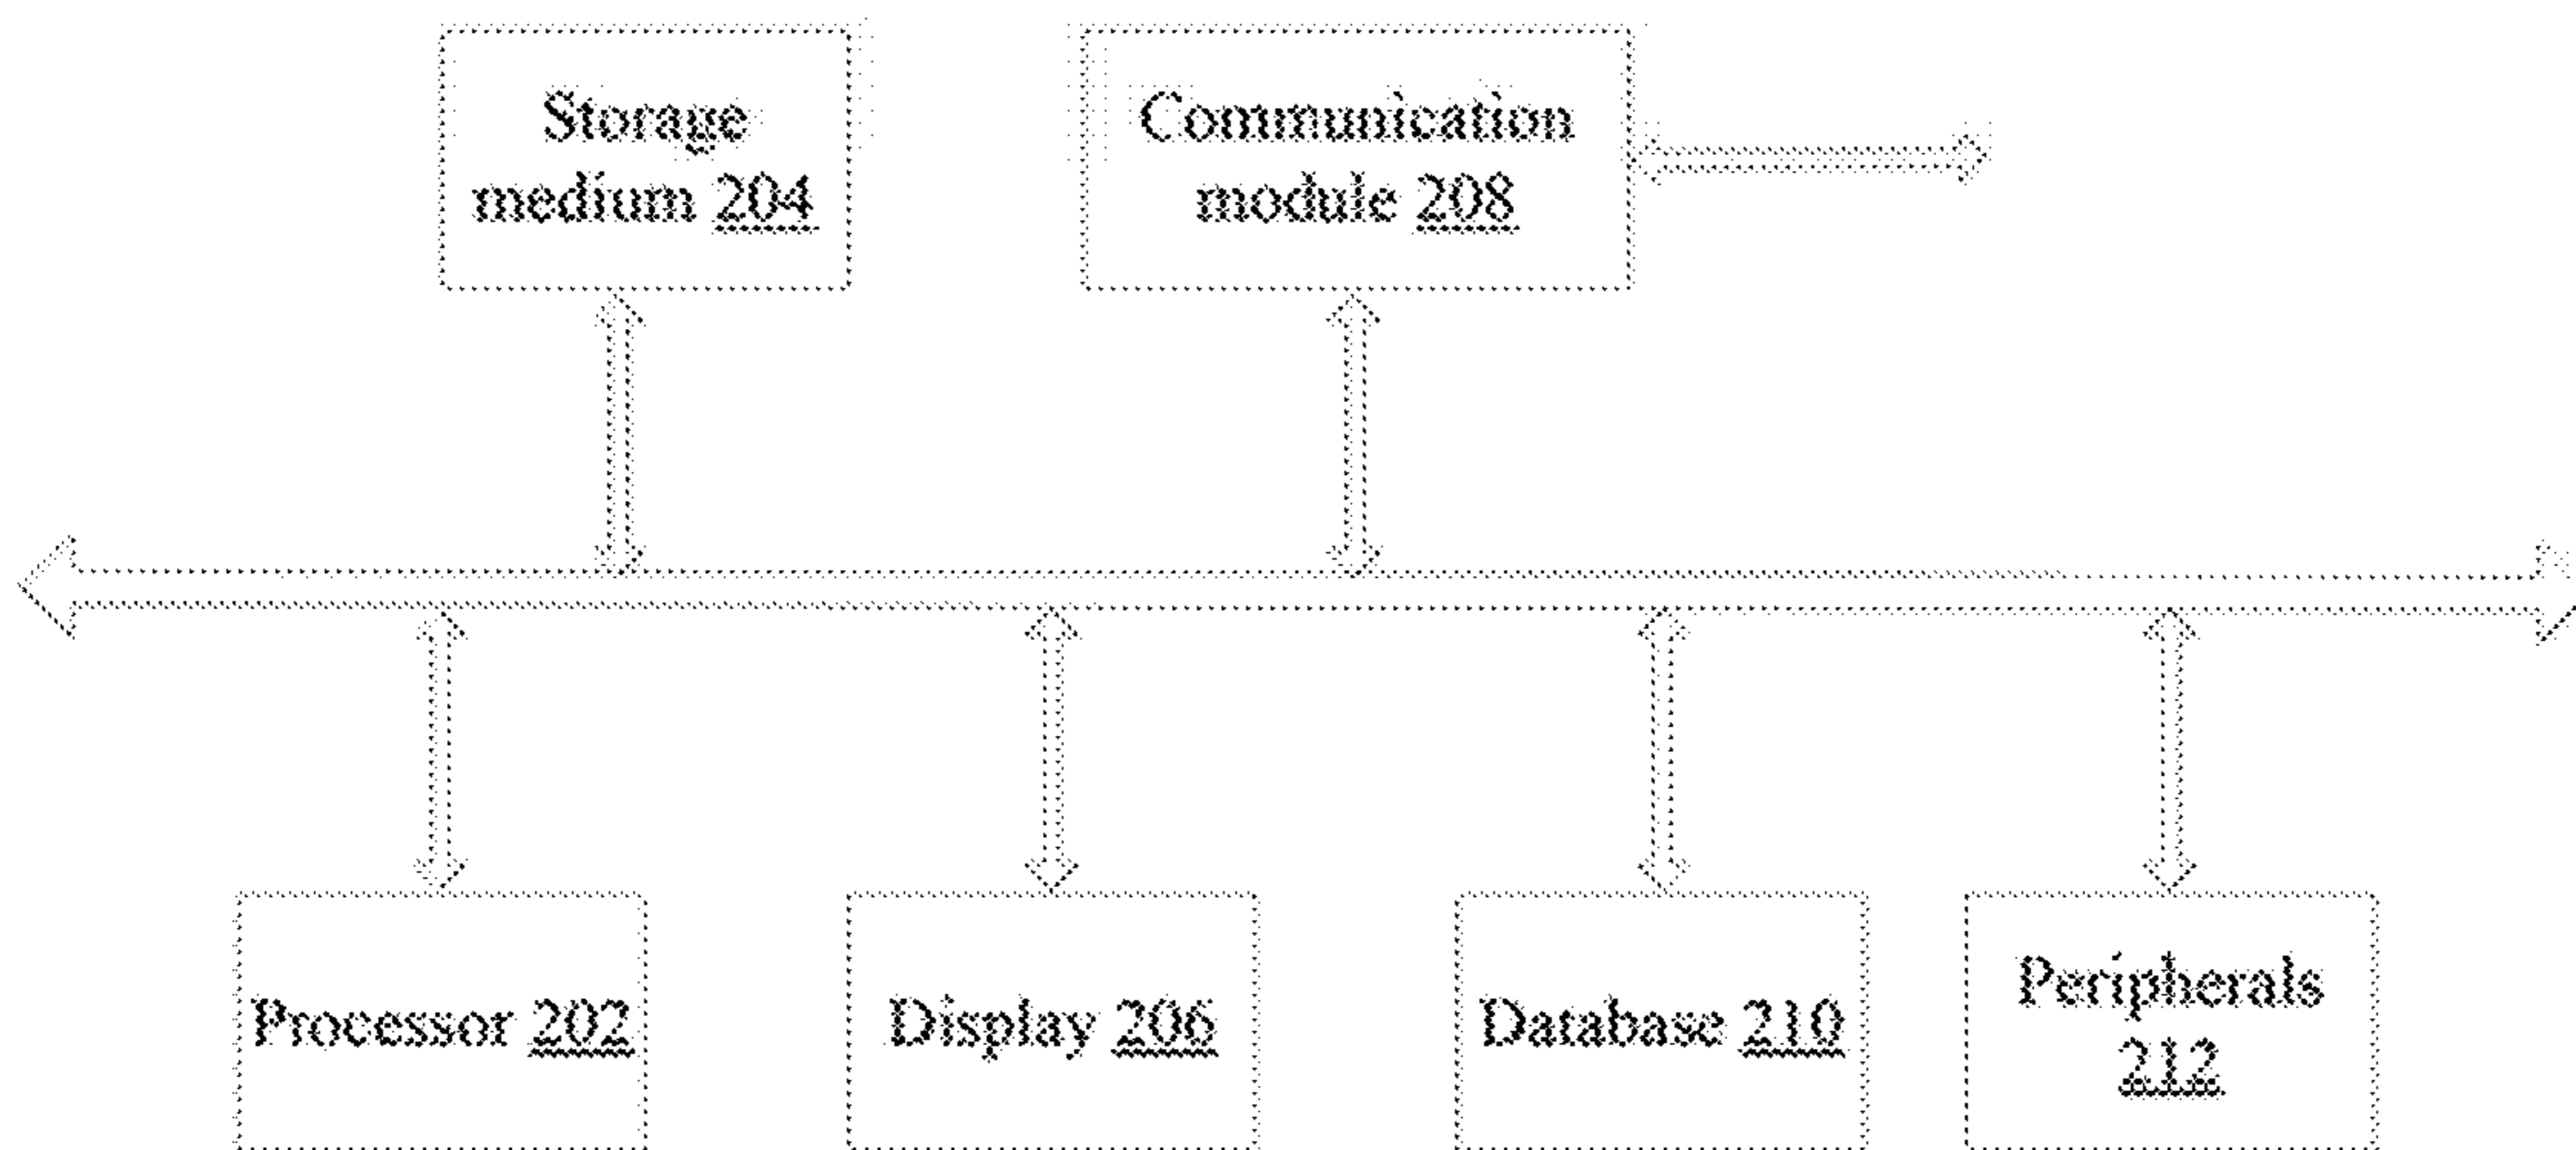 Storage
medium 204
Communication
module 208
Processor 202
Display 206
Database 210
Peripherals
212